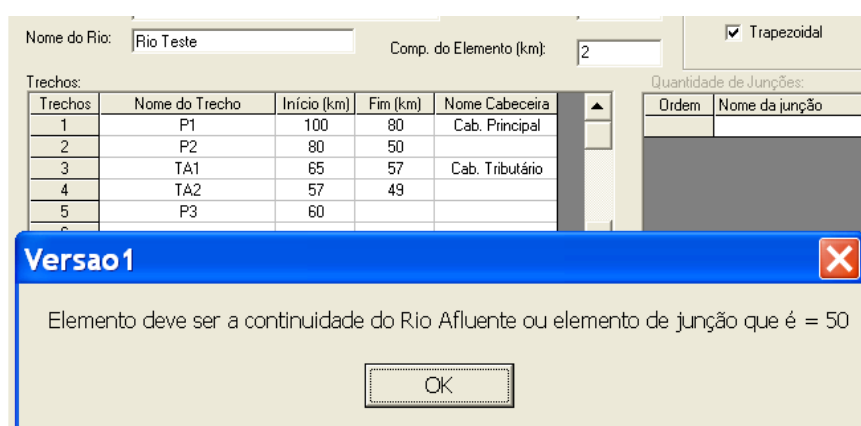 Nome do Rio: Rio Teste Comp. do Elemento (km): 2 Trapezoidal
Trechos: Quantidade de Junções:
Trechos Nome do Trecho Início (km) Fim (km) Nome Cabeceira Ordem Nome da junção
1 P1 100 80 Cab. Principal
2 P2 80 50
3 TA1 65 57 Cab. Tributário
4 TA2 57 49
5 P3 60
Versao1
Elemento deve ser a continuidade do Rio Afluente ou elemento de junção que é = 50
OK